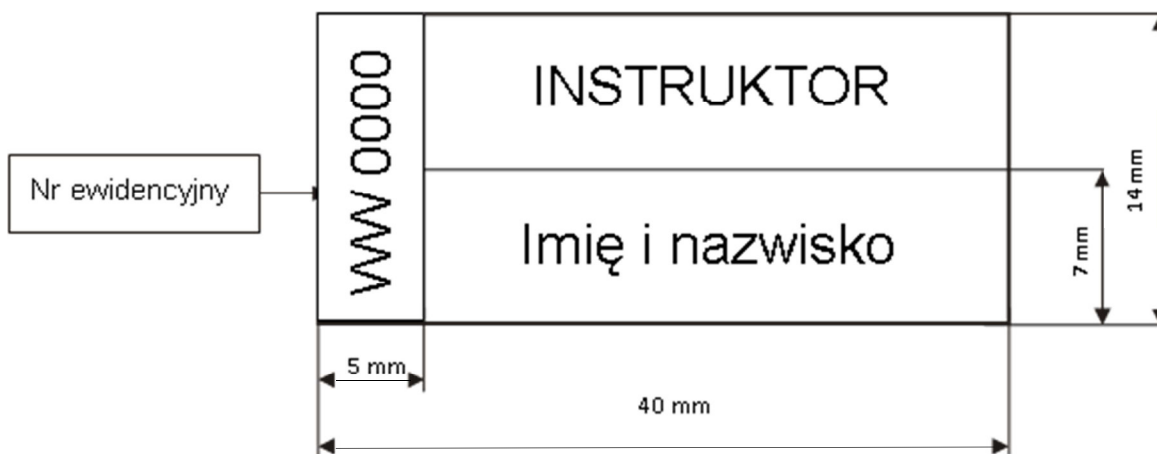 Nr ewidencyjny
WW 0000
INSTRUKTOR
Imię i nazwisko
14 mm
7 mm
5 mm
40 mm